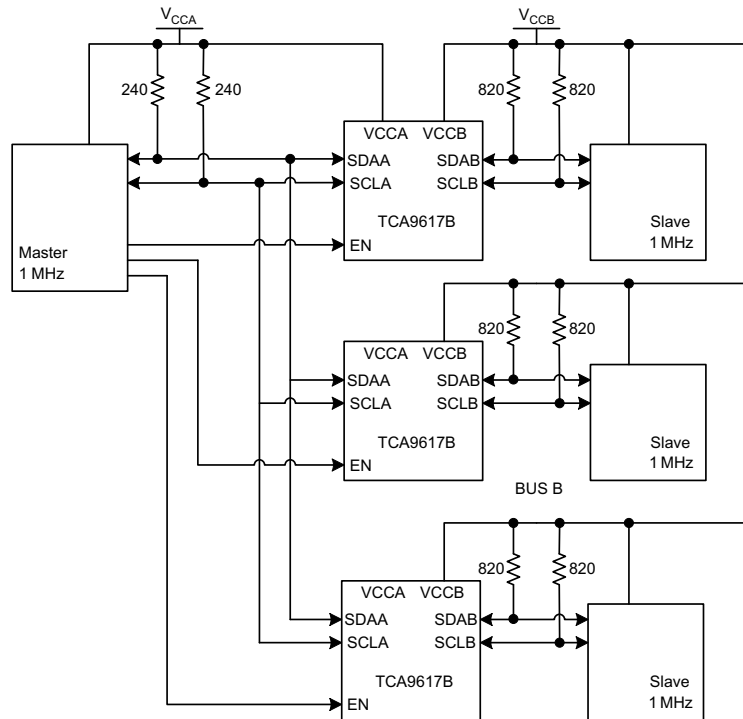 VCCA VCCB
240 240 820 820
VCCA VCCB
SDAA SDAB
SCLA SCLB
TCA9617B
Master
1 MHz
EN
Slave
1 MHz
820 820
VCCA VCCB
SDAA SDAB
SCLA SCLB
TCA9617B
EN
Slave
1 MHz
BUS B
820 820
VCCA VCCB
SDAA SDAB
SCLA SCLB
TCA9617B
EN
Slave
1 MHz